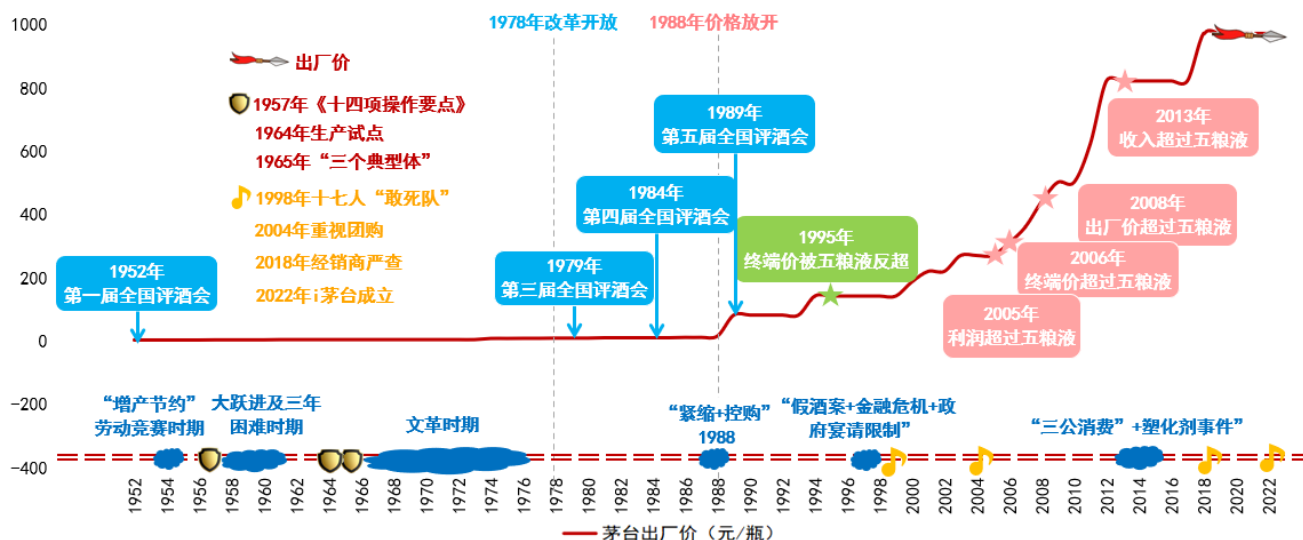 1978年改革开放
1988年价格放开
1000
800
600
400
200
0
-200
-400
出厂价
1957年《十四项操作要点》
1964年生产试点
1965年“三个典型体”
1998年十七人“敢死队”
2004年重视团购
2018年经销商严查
2022年i茅台成立
1952年
第一届全国评酒会
1979年
第三届全国评酒会
1984年
第四届全国评酒会
1989年
第五届全国评酒会
1995年
终端价被五粮液反超
2005年
利润超过五粮液
2006年
终端价超过五粮液
2008年
出厂价超过五粮液
2013年
收入超过五粮液
“增产节约”
劳动竞赛时期
大跃进及三年
困难时期
文革时期
“紧缩+控购”
1988
“假酒案+金融危机+政
府宴请限制”
“三公消费”+塑化剂事件”
1952
1954
1956
1958
1960
1962
1964
1966
1968
1970
1972
1974
1976
1978
1980
1982
1984
1986
1988
1990
1992
1994
1996
1998
2000
2002
2004
2006
2008
2010
2012
2014
2016
2018
2020
2022
茅台出厂价（元/瓶）